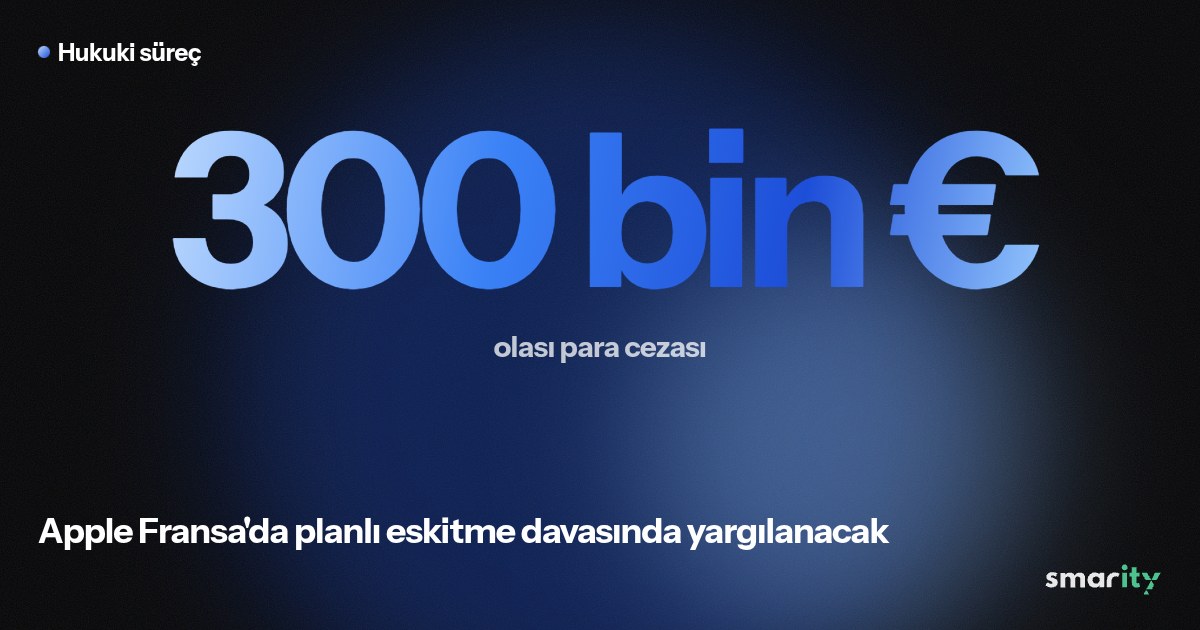 Hukuki süreç
300 bin €
olası para cezası
Apple Fransa'da planlı eskitme davasında yargılanacak
smarity